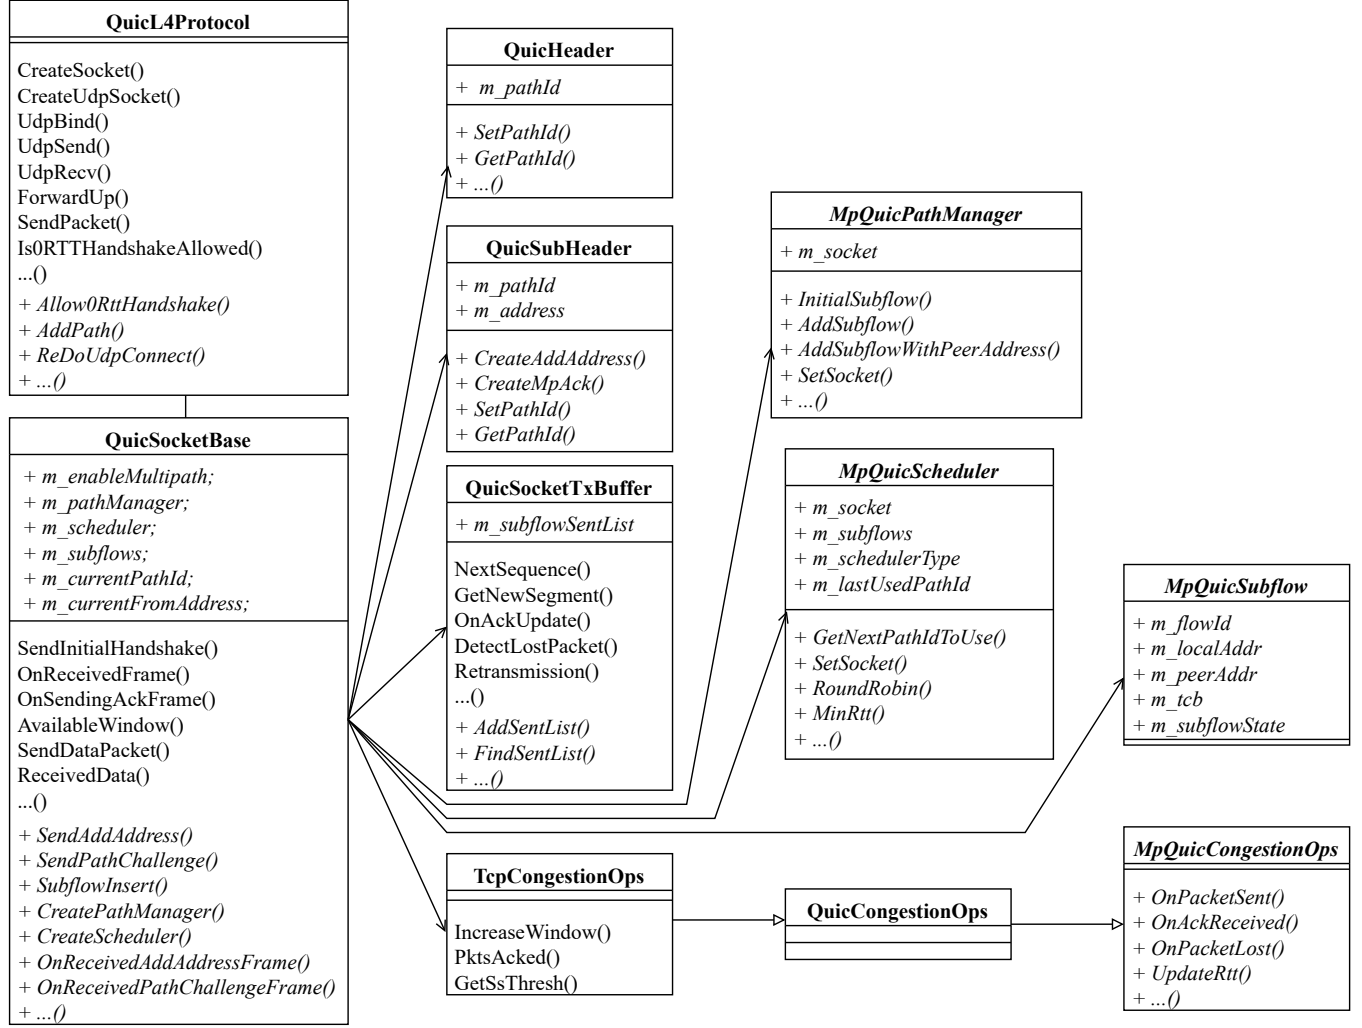 QuicL4Protocol
CreateSocket()
CreateUdpSocket()
UdpBind()
UdpSend()
UdpRecv()
ForwardUp()
SendPacket()
Is0RTTHandshakeAllowed()
...()
+ Allow0RttHandshake()
+ AddPath()
+ ReDoUdpConnect()
+ ...()
QuicSocketBase
+ m_enableMultipath;
+ m_pathManager;
+ m_scheduler;
+ m_subflows;
+ m_currentPathId;
+ m_currentFromAddress;
SendInitialHandshake()
OnReceivedFrame()
OnSendingAckFrame()
AvailableWindow()
SendDataPacket()
ReceivedData()
...()
+ SendAddAddress()
+ SendPathChallenge()
+ SubflowInsert()
+ CreatePathManager()
+ CreateScheduler()
+ OnReceivedAddAddressFrame()
+ OnReceivedPathChallengeFrame()
+ ...()
QuicHeader
+ m_pathId
+ SetPathId()
+ GetPathId()
+ ...()
QuicSubHeader
+ m_pathId
+ m_address
+ CreateAddAddress()
+ CreateMpAck()
+ SetPathId()
+ GetPathId()
QuicSocketTxBuffer
+ m_subflowSentList
NextSequence()
GetNewSegment()
OnAckUpdate()
DetectLostPacket()
Retransmission()
...()
+ AddSentList()
+ FindSentList()
+ ...()
TcpCongestionOps
IncreaseWindow()
PktsAcked()
GetSsThresh()
MpQuicPathManager
+ m_socket
+ InitialSubflow()
+ AddSubflow()
+ AddSubflowWithPeerAddress()
+ SetSocket()
+ ...()
MpQuicScheduler
+ m_socket
+ m_subflows
+ m_schedulerType
+ m_lastUsedPathId
+ GetNextPathIdToUse()
+ SetSocket()
+ RoundRobin()
+ MinRtt()
+ ...()
QuicCongestionOps
MpQuicSubflow
+ m_flowId
+ m_localAddr
+ m_peerAddr
+ m_tcb
+ m_subflowState
MpQuicCongestionOps
+ OnPacketSent()
+ OnAckReceived()
+ OnPacketLost()
+ UpdateRtt()
+ ...()